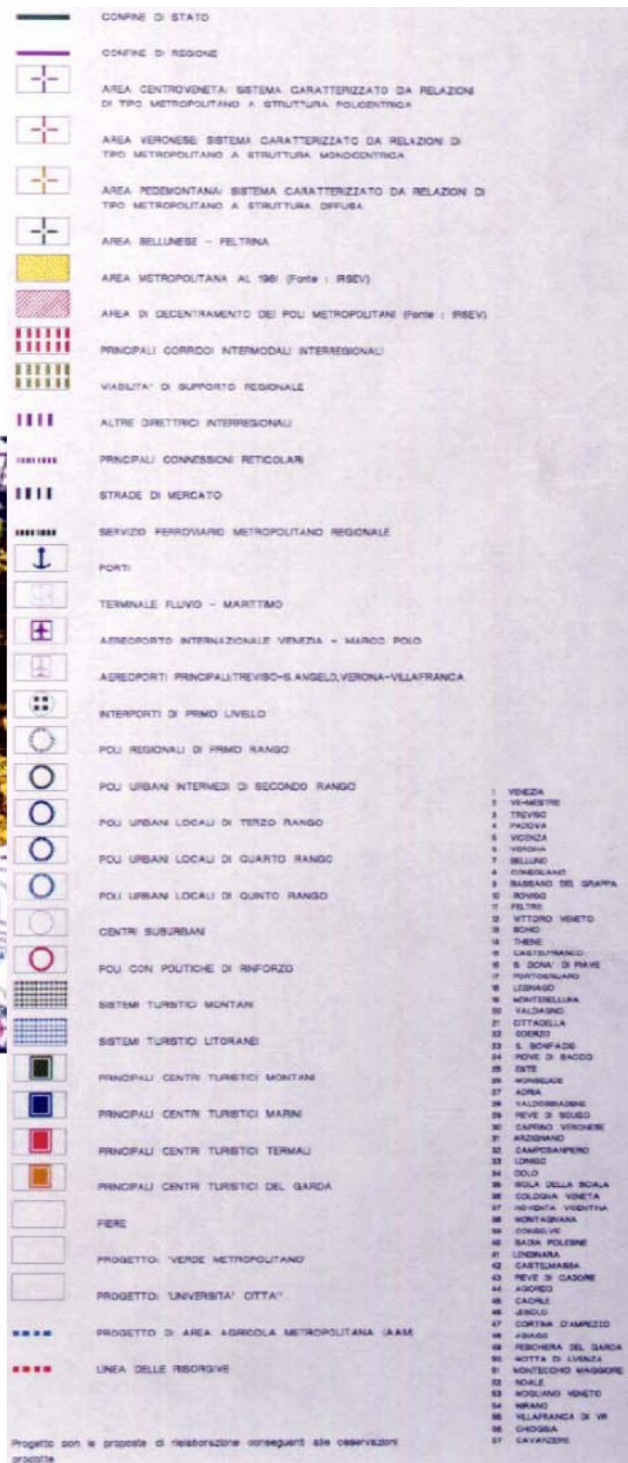 CONFINE DI STATO
CONFINE DI REGIONE
AREA CENTROVENETA: SISTEMA CARATTERIZZATO DA RELAZIONI
DI TIPO METROPOLITANO A STRUTTURA POLICENTRICA
AREA VERONESE: SISTEMA CARATTERIZZATO DA RELAZIONI DI
TIPO METROPOLITANO A STRUTTURA MONOCENTRICA
AREA PEDEMONTANA: SISTEMA CARATTERIZZATO DA RELAZIONI DI
TIPO METROPOLITANO A STRUTTURA DIFFUSA
AREA BELLUNESE - FELTRINA
AREA METROPOLITANA AL 1981 (Fonte : IRSEV)
AREA DI DECENTRAMENTO DEI POLI METROPOLITANI (Fonte : IRSEV)
PRINCIPALI CORRIDOI INTERMODALI INTERREGIONALI
VIABILITA' DI SUPPORTO REGIONALE
ALTRE DIRETTRICI INTERREGIONALI
PRINCIPALI CONNESSIONI RETICOLARI
STRADE DI MERCATO
SERVIZIO FERROVIARIO METROPOLITANO REGIONALE
PORTI
TERMINALE FLUVIO - MARITTIMO
AEREOPORTO INTERNAZIONALE VENEZIA - MARCO POLO
AEREOPORTI PRINCIPALI:TREVISO-S.ANGELO,VERONA-VILLAFRANCA
INTERPORTI DI PRIMO LIVELLO
POLI REGIONALI DI PRIMO RANGO
POLI URBANI INTERMEDI DI SECONDO RANGO
POLI URBANI LOCALI DI TERZO RANGO
POLI URBANI LOCALI DI QUARTO RANGO
POLI URBANI LOCALI DI QUINTO RANGO
CENTRI SUBURBANI
POLI CON POLITICHE DI RINFORZO
SISTEMI TURISTICI MONTANI
SISTEMI TURISTICI LITORANEI
PRINCIPALI CENTRI TURISTICI MONTANI
PRINCIPALI CENTRI TURISTICI MARINI
PRINCIPALI CENTRI TURISTICI TERMALI
PRINCIPALI CENTRI TURISTICI DEL GARDA
FIERE
PROGETTO: 'VERDE METROPOLITANO'
PROGETTO: 'UNIVERSITA' CITTA''
PROGETTO DI AREA AGRICOLA METROPOLITANA (AAM)
LINEA DELLE RISORGIVE
Progetto con le proposte di rielaborazione conseguenti alle osservazioni
prodotte
1 VENEZIA
2 VE-MESTRE
3 TREVISO
4 PADOVA
5 VICENZA
6 VERONA
7 BELLUNO
8 CONEGLIANO
9 BASSANO DEL GRAPPA
10 ROVIGO
11 FELTRE
12 VITTORIO VENETO
13 SCHIO
14 THIENE
15 CASTELFRANCO
16 S. DONA' DI PIAVE
17 PORTOGRUARO
18 LEGNAGO
19 MONTEBELLUNA
20 VALDAGNO
21 CITTADELLA
22 ODERZO
23 S. BONIFACIO
24 PIOVE DI SACCO
25 ESTE
26 MONSELICE
27 ADRIA
28 VALDOBBIADENE
29 PIEVE DI SOLIGO
30 CAPRINO VERONESE
31 ARZIGNANO
32 CAMPOSANPIERO
33 LONIGO
34 DOLO
35 ISOLA DELLA SCALA
36 COLOGNA VENETA
37 NOVENTA VICENTINA
38 MONTAGNANA
39 CONSELVE
40 BADIA POLESINE
41 LENDINARA
42 CASTELMASSA
43 PIEVE DI CADORE
44 AGORDO
45 CAORLE
46 JESOLO
47 CORTINA D'AMPEZZO
48 ASIAGO
49 PESCHIERA DEL GARDA
50 MOTTA DI LIVENZA
51 MONTECCHIO MAGGIORE
52 NOALE
53 MOGLIANO VENETO
54 MIRANO
55 VILLAFRANCA DI VR
56 CHIOGGIA
57 CAVARZERE